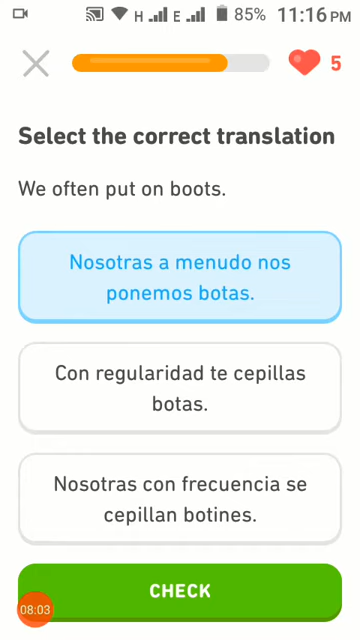 H E 85% 11:16 PM
5
Select the correct translation
We often put on boots.
Nosotras a menudo nos
ponemos botas.
Con regularidad te cepillas
botas.
Nosotras con frecuencia se
cepillan botines.
CHECK
08:03